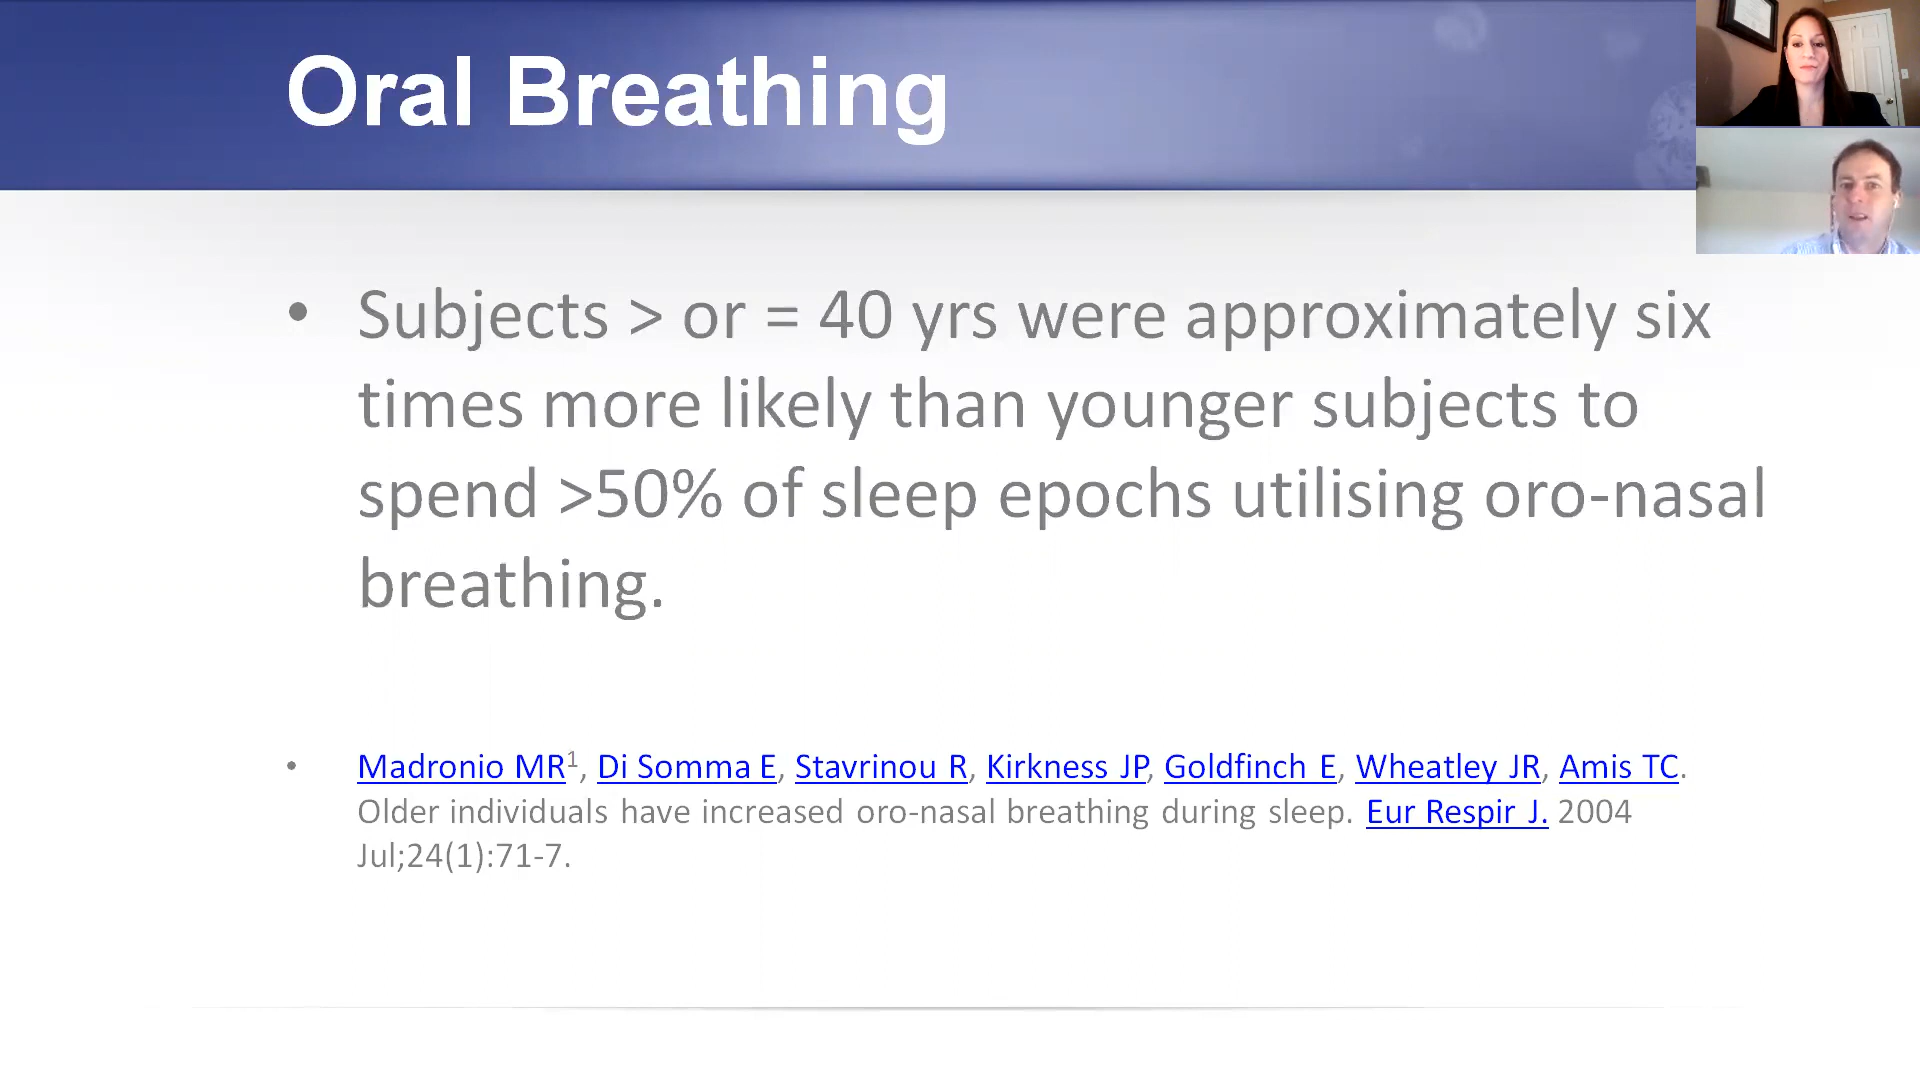 Oral Breathing
• Subjects > or = 40 yrs were approximately six
times more likely than younger subjects to
spend >50% of sleep epochs utilising oro-nasal
breathing.
• Madronio MR1, Di Somma E, Stavrinou R, Kirkness JP, Goldfinch E, Wheatley JR, Amis TC.
Older individuals have increased oro-nasal breathing during sleep. Eur Respir J. 2004
Jul;24(1):71-7.